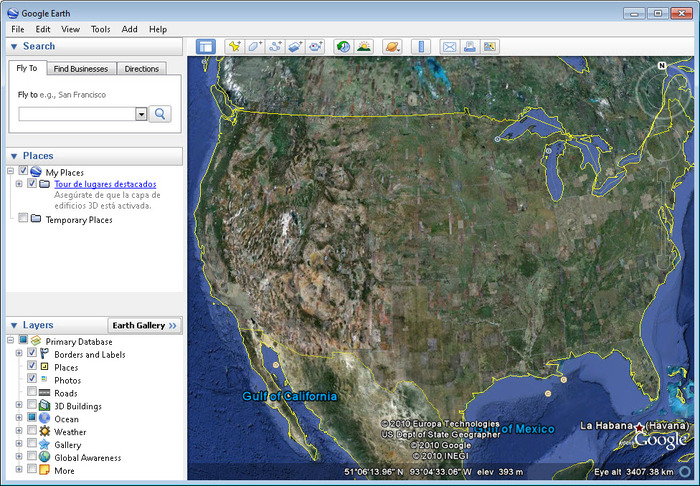 Google Earth
File Edit View Tools Add Help
Search
Fly To Find Businesses Directions
Fly to e.g., San Francisco
Places
My Places
Tour de lugares destacados
Asegúrate de que la capa de
edificios 3D está activada.
Temporary Places
Layers
Earth Gallery >>
Primary Database
Borders and Labels
Places
Photos
Roads
3D Buildings
Ocean
Weather
Gallery
Global Awareness
More
N
Gulf of California
Gulf of Mexico
La Habana (Havana)
© 2010 Europa Technologies
US Dept of State Geographer
© 2010 Google
© 2010 INEGI
©2010 Google
51°06'13.96" N 93°04'33.06" W elev 393 m
Eye alt 3407.38 km